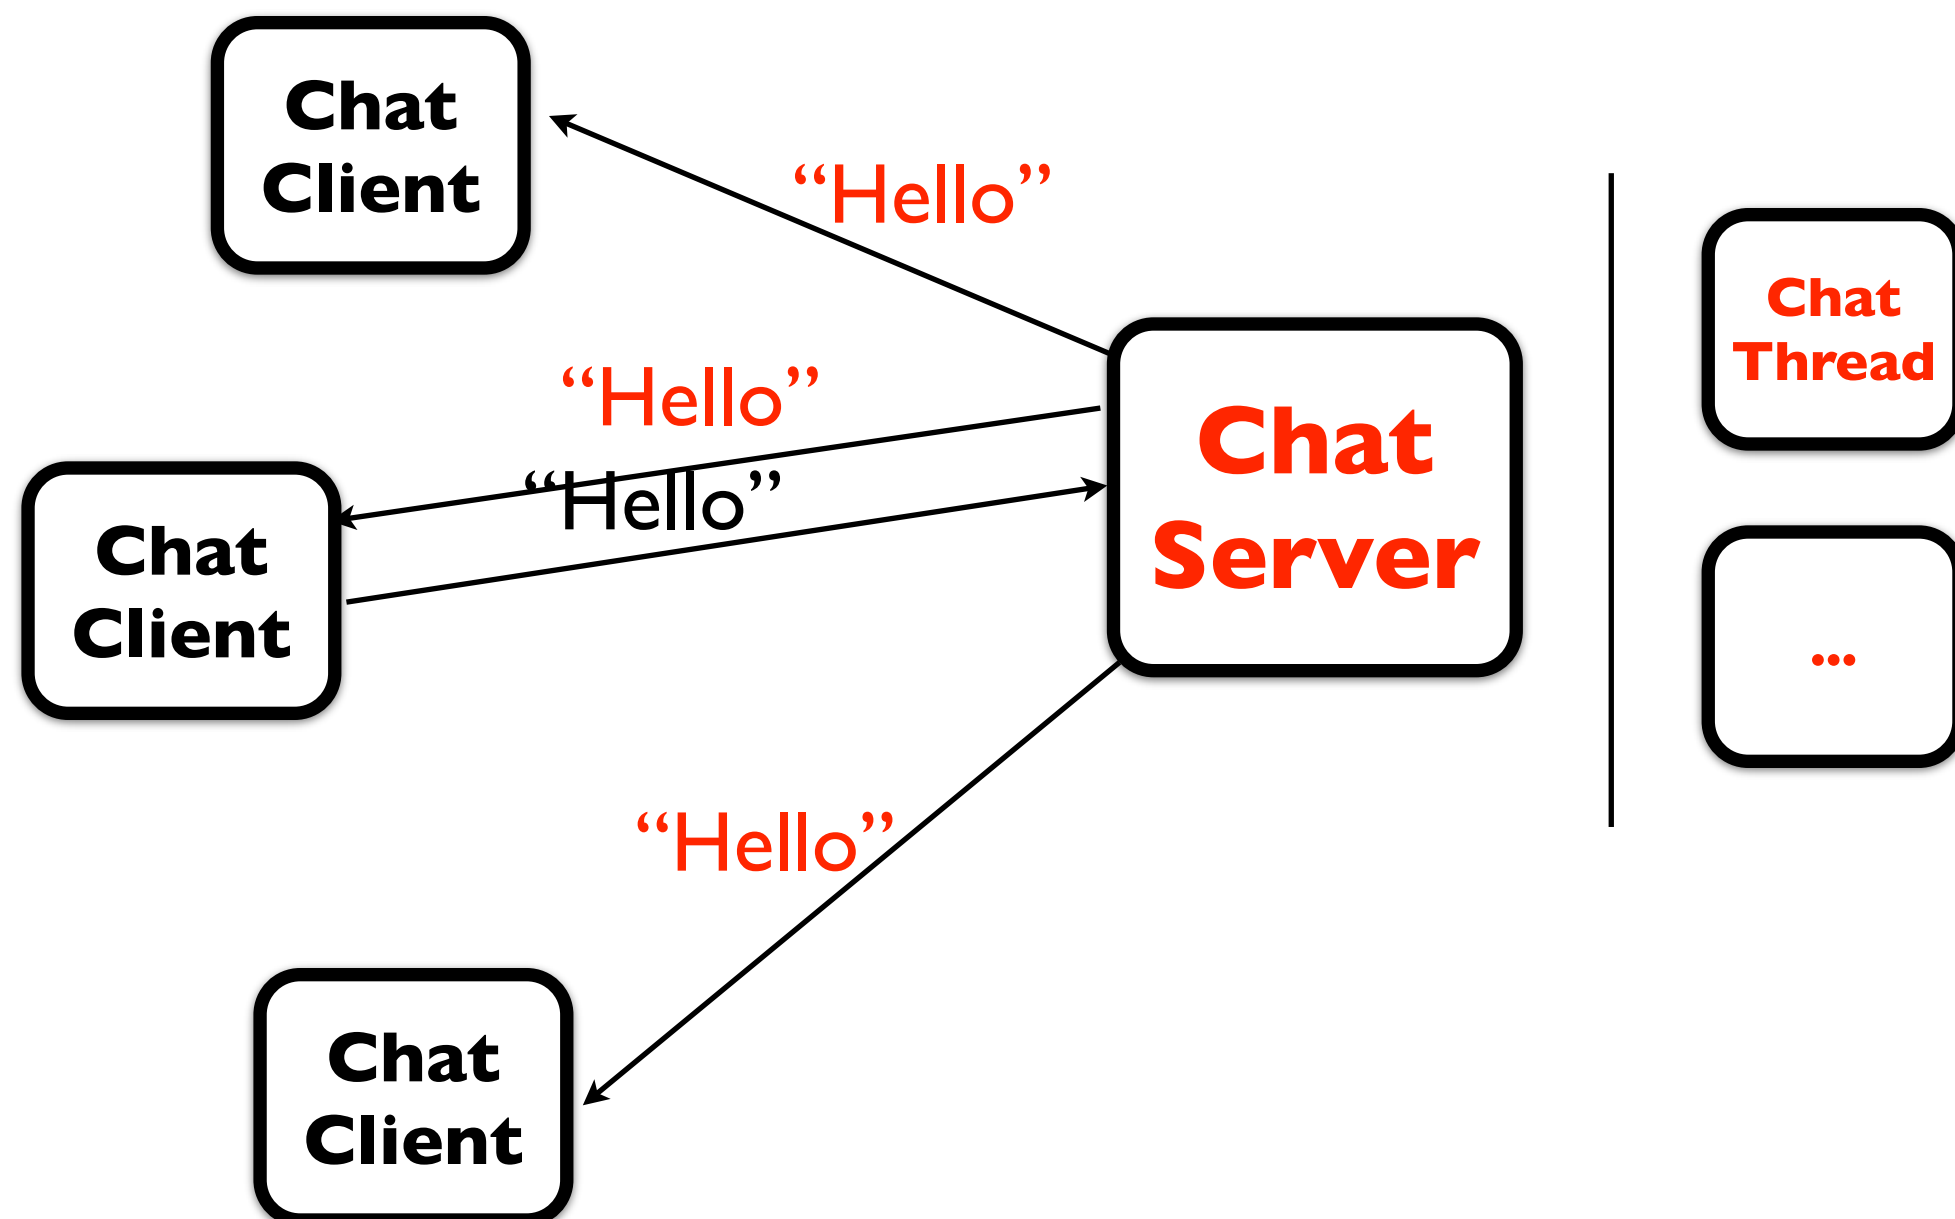 Chat
Client
“Hello”
Chat
Thread
“Hello”
Chat
Server
“Hello”
Chat
Client
...
“Hello”
Chat
Client